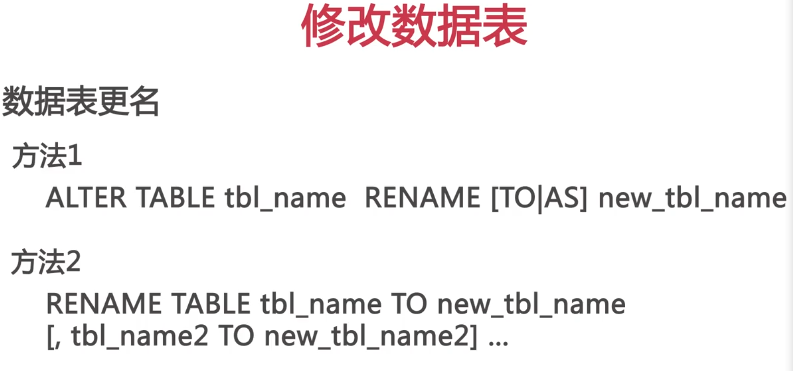 修改数据表
数据表更名
方法1
ALTER TABLE tbl_name RENAME [TO|AS] new_tbl_name
方法2
RENAME TABLE tbl_name TO new_tbl_name
[, tbl_name2 TO new_tbl_name2] ...